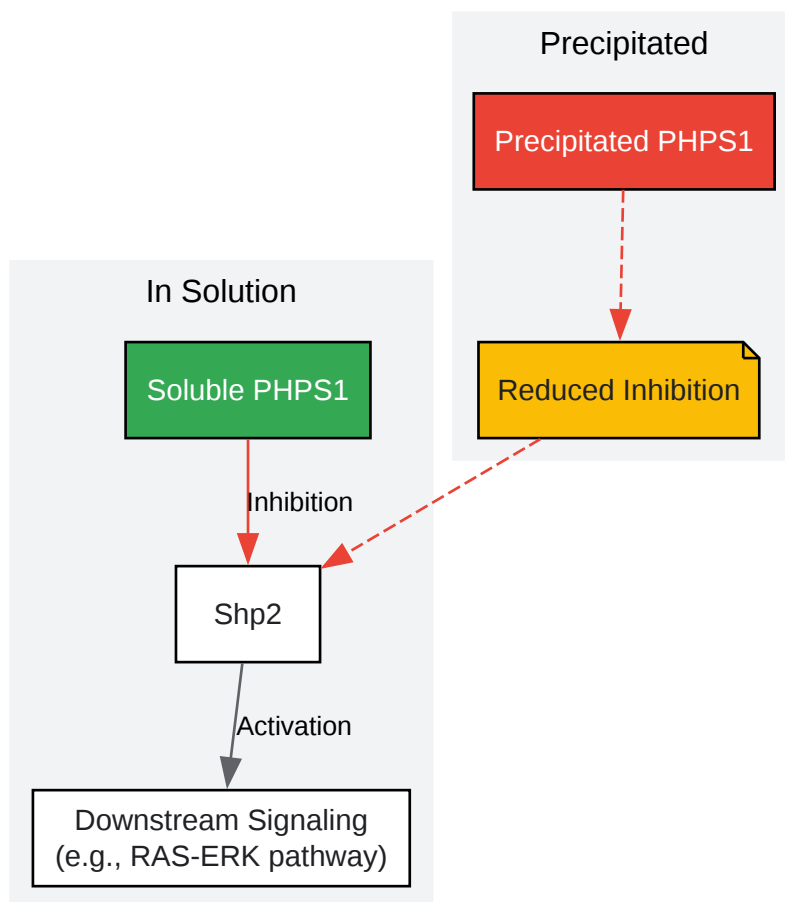 Precipitated
Precipitated PHPS1
Reduced Inhibition
In Solution
Soluble PHPS1
Inhibition
Shp2
Activation
Downstream Signaling
(e.g., RAS-ERK pathway)